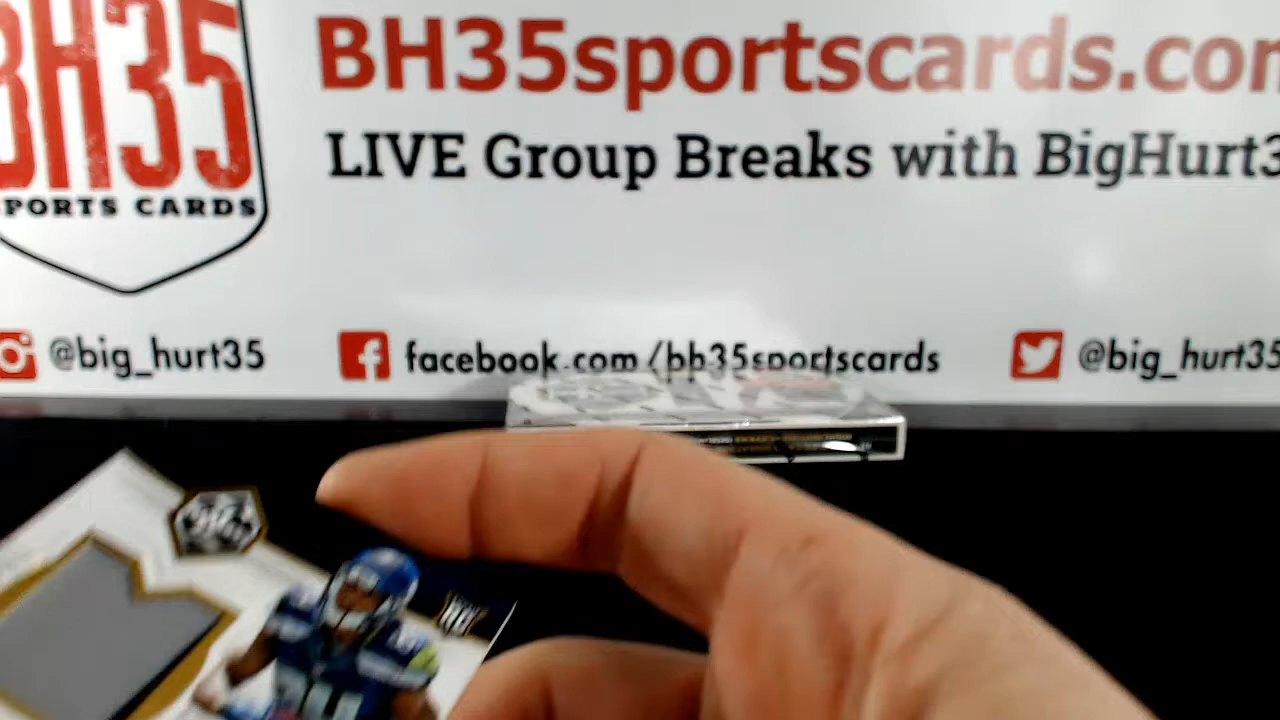 BH35
SPORTS CARDS
BH35sportscards.com
LIVE Group Breaks with BigHurt3
@big_hurt35
facebook.com/bh35sportscards
@big_hurt35